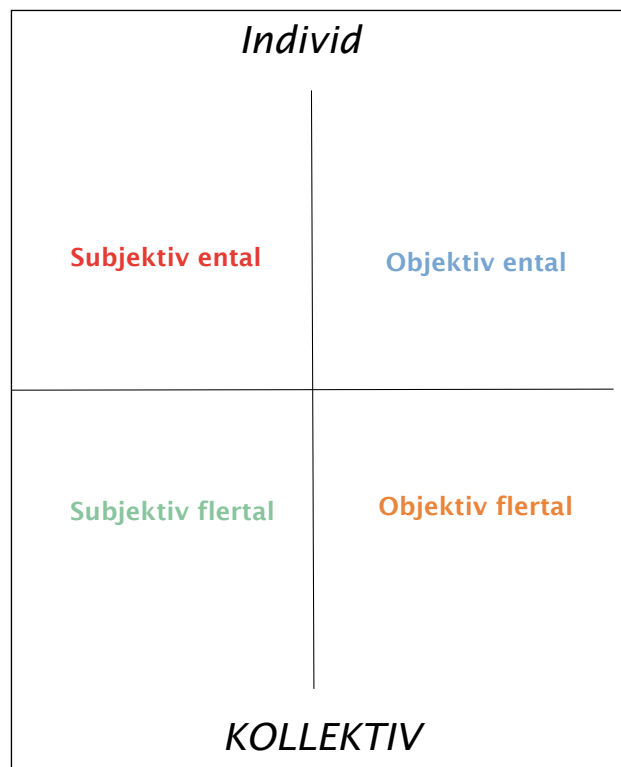 Individ
Subjektiv ental
Objektiv ental
Subjektiv flertal
Objektiv flertal
KOLLEKTIV